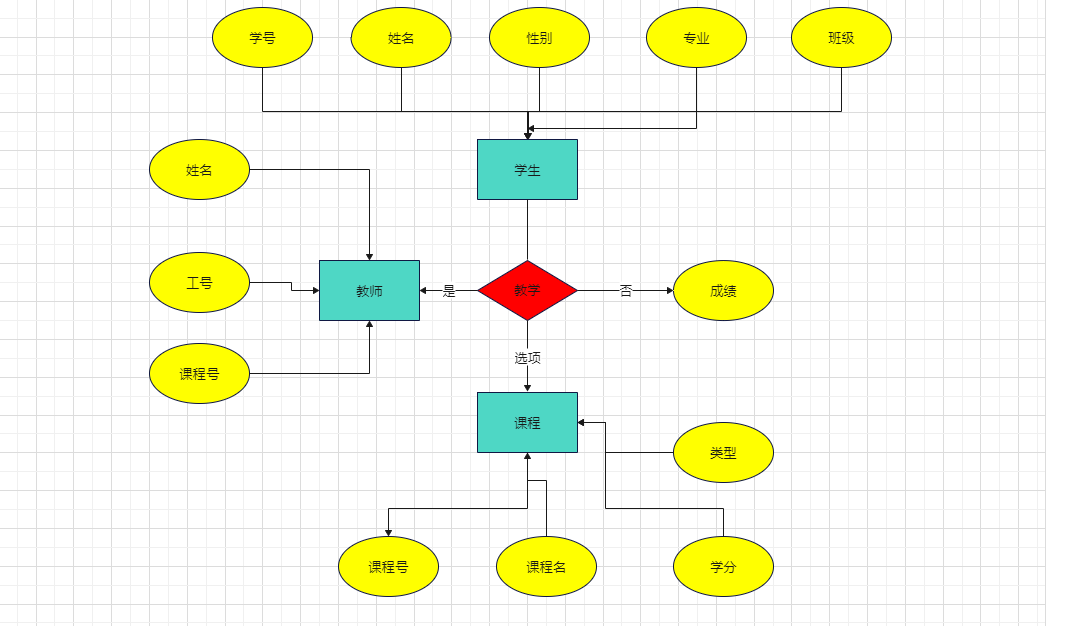 学号
姓名
性别
专业
班级
学生
姓名
工号
课程号
教师
是
教学
否
成绩
选项
课程
类型
课程号
课程名
学分